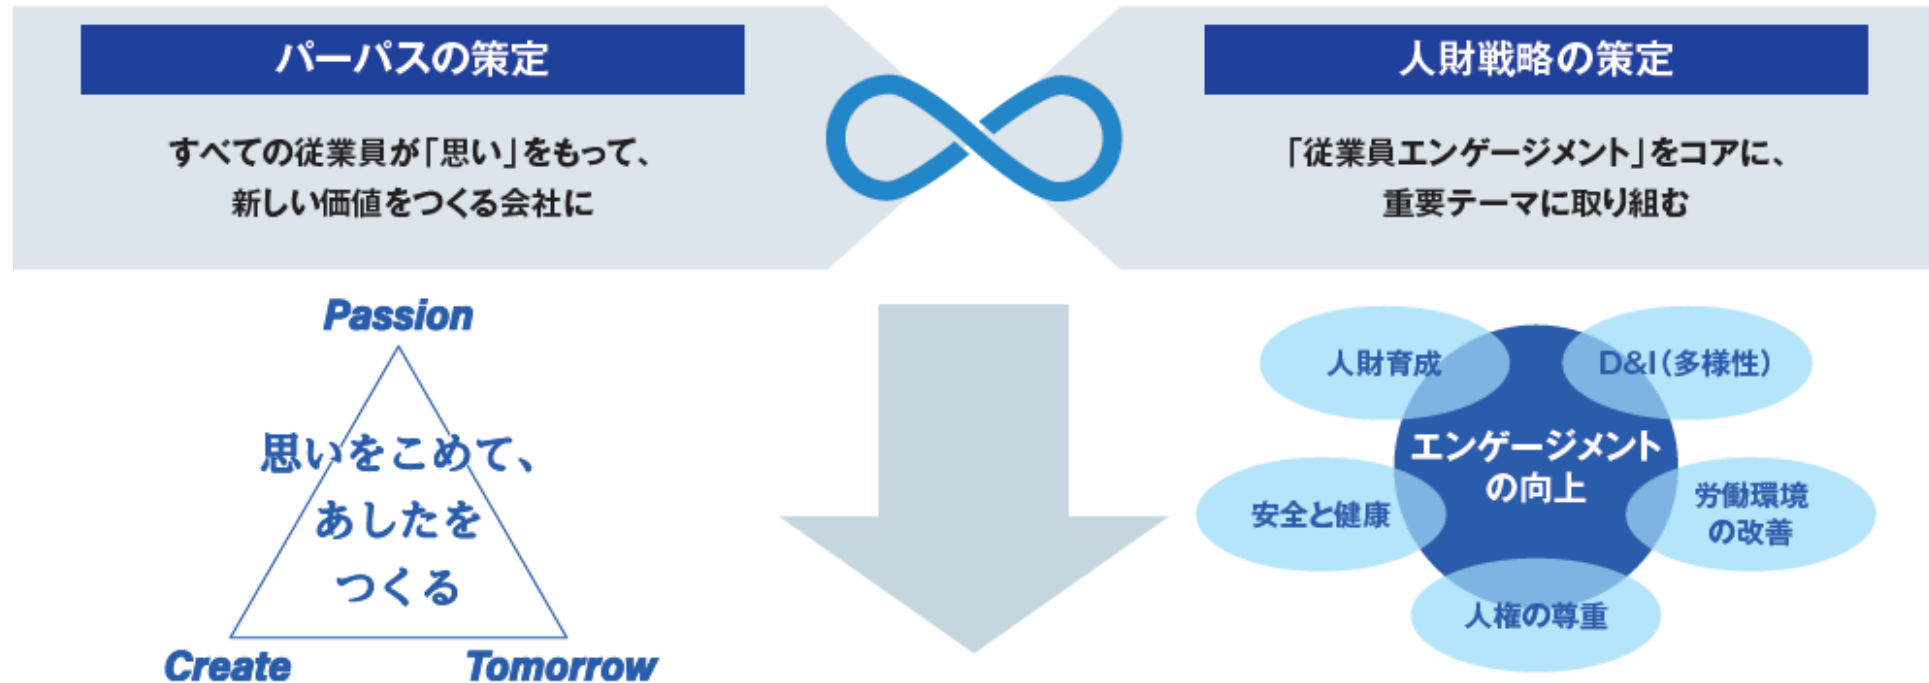 パーパスの策定
すべての従業員が「思い」をもって、
新しい価値をつくる会社に
人財戦略の策定
「従業員エンゲージメント」をコアに、
重要テーマに取り組む
Passion
思いをこめて、
あしたを
つくる
Create
Tomorrow
人財育成
D&I（多様性）
エンゲージメント
の向上
安全と健康
労働環境
の改善
人権の尊重